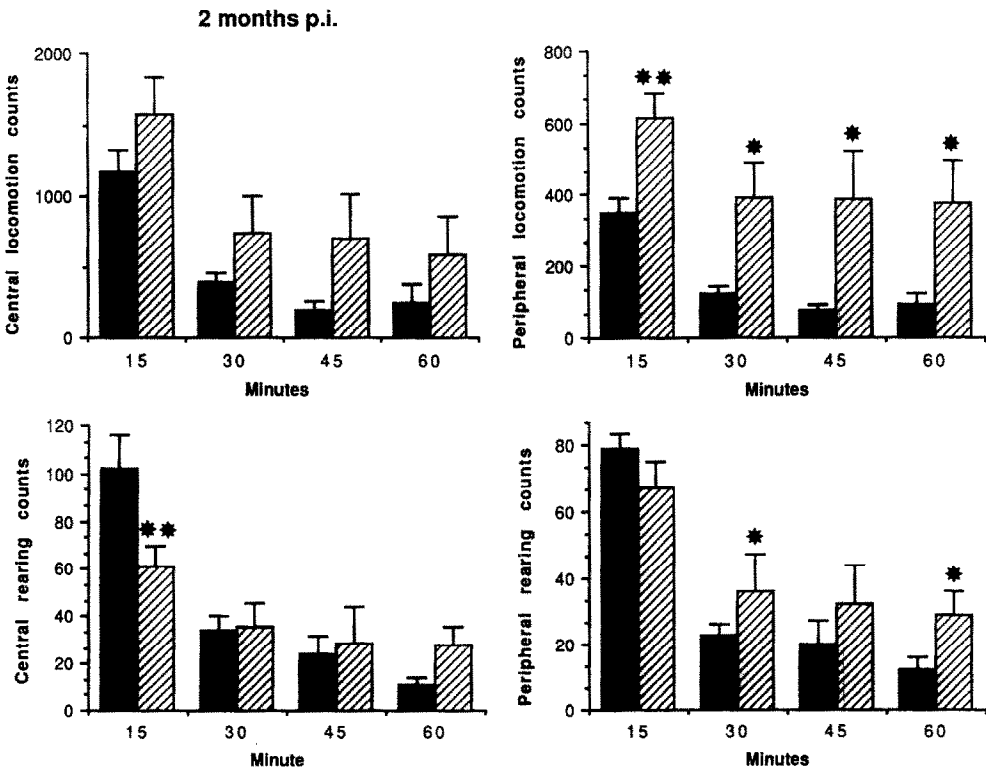 2 months p.i.
Central locomotion counts
2000
1000
0
15 30 45 60
Minutes
Peripheral locomotion counts
800
600
400
200
0
✷✷
✷
✷
✷
15 30 45 60
Minutes
Central rearing counts
120
100
80
60
40
20
0
✷✷
15 30 45 60
Minute
Peripheral rearing counts
80
60
40
20
0
✷
✷
15 30 45 60
Minutes